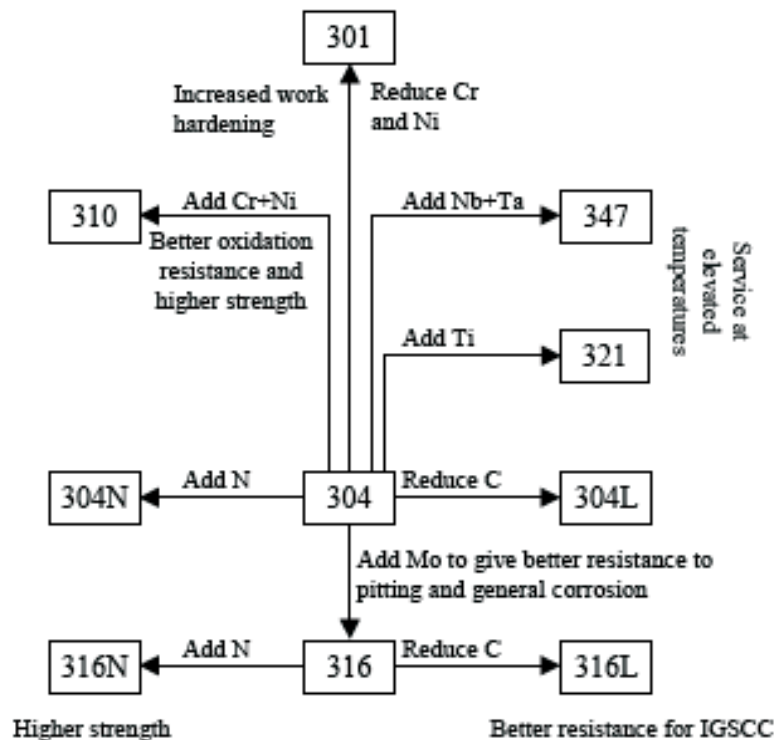 301
Increased work
hardening
Reduce Cr
and Ni
310
Add Cr+Ni
Better oxidation
resistance and
higher strength
Add Nb+Ta
347
Service at
elevated
temperatures
Add Ti
321
304N
Add N
304
Reduce C
304L
Add Mo to give better resistance to
pitting and general corrosion
316N
Add N
316
Reduce C
316L
Higher strength
Better resistance for IGSCC